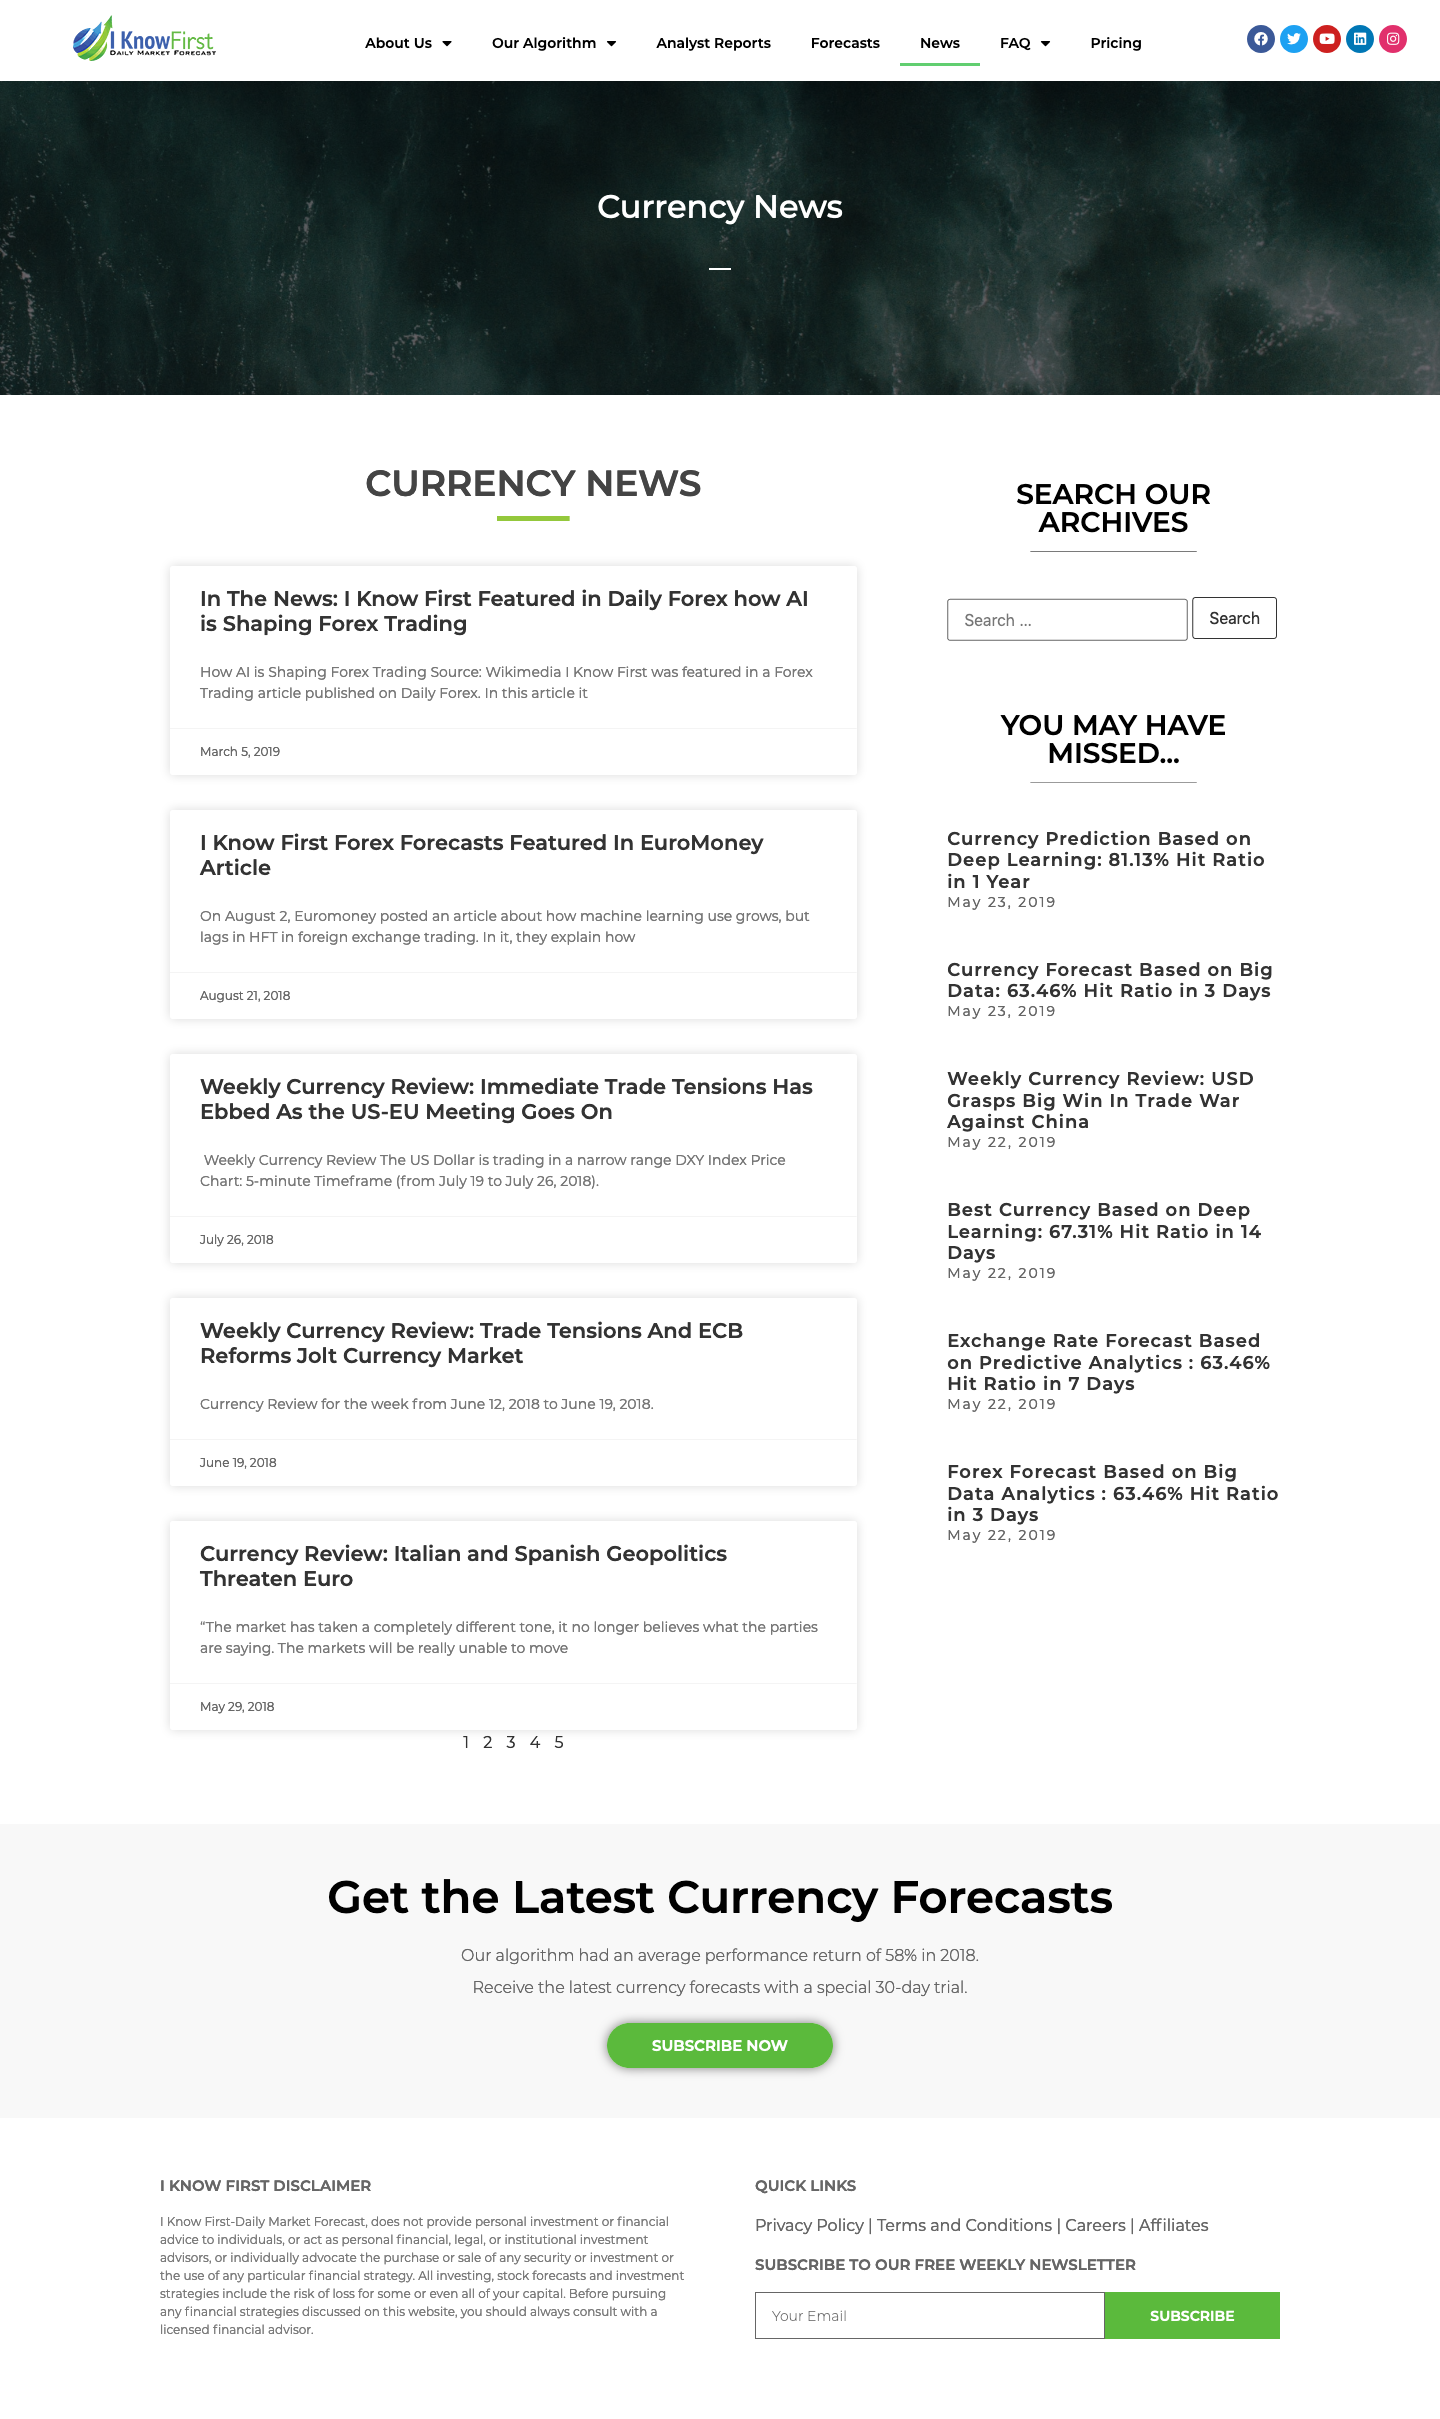 I KnowFirst
DAILY MARKET FORECAST
About Us
Our Algorithm
Analyst Reports
Forecasts
News
FAQ
Pricing
Currency News
CURRENCY NEWS
In The News: I Know First Featured in Daily Forex how AI
is Shaping Forex Trading
How AI is Shaping Forex Trading Source: Wikimedia I Know First was featured in a Forex
Trading article published on Daily Forex. In this article it
March 5, 2019
I Know First Forex Forecasts Featured In EuroMoney
Article
On August 2, Euromoney posted an article about how machine learning use grows, but
lags in HFT in foreign exchange trading. In it, they explain how
August 21, 2018
Weekly Currency Review: Immediate Trade Tensions Has
Ebbed As the US-EU Meeting Goes On
Weekly Currency Review The US Dollar is trading in a narrow range DXY Index Price
Chart: 5-minute Timeframe (from July 19 to July 26, 2018).
July 26, 2018
Weekly Currency Review: Trade Tensions And ECB
Reforms Jolt Currency Market
Currency Review for the week from June 12, 2018 to June 19, 2018.
June 19, 2018
Currency Review: Italian and Spanish Geopolitics
Threaten Euro
“The market has taken a completely different tone, it no longer believes what the parties
are saying. The markets will be really unable to move
May 29, 2018
1 2 3 4 5
SEARCH OUR
ARCHIVES
Search ...
Search
YOU MAY HAVE
MISSED...
Currency Prediction Based on
Deep Learning: 81.13% Hit Ratio
in 1 Year
May 23, 2019
Currency Forecast Based on Big
Data: 63.46% Hit Ratio in 3 Days
May 23, 2019
Weekly Currency Review: USD
Grasps Big Win In Trade War
Against China
May 22, 2019
Best Currency Based on Deep
Learning: 67.31% Hit Ratio in 14
Days
May 22, 2019
Exchange Rate Forecast Based
on Predictive Analytics : 63.46%
Hit Ratio in 7 Days
May 22, 2019
Forex Forecast Based on Big
Data Analytics : 63.46% Hit Ratio
in 3 Days
May 22, 2019
Get the Latest Currency Forecasts
Our algorithm had an average performance return of 58% in 2018.
Receive the latest currency forecasts with a special 30-day trial.
SUBSCRIBE NOW
I KNOW FIRST DISCLAIMER
I Know First-Daily Market Forecast, does not provide personal investment or financial
advice to individuals, or act as personal financial, legal, or institutional investment
advisors, or individually advocate the purchase or sale of any security or investment or
the use of any particular financial strategy. All investing, stock forecasts and investment
strategies include the risk of loss for some or even all of your capital. Before pursuing
any financial strategies discussed on this website, you should always consult with a
licensed financial advisor.
QUICK LINKS
Privacy Policy | Terms and Conditions | Careers | Affiliates
SUBSCRIBE TO OUR FREE WEEKLY NEWSLETTER
Your Email
SUBSCRIBE